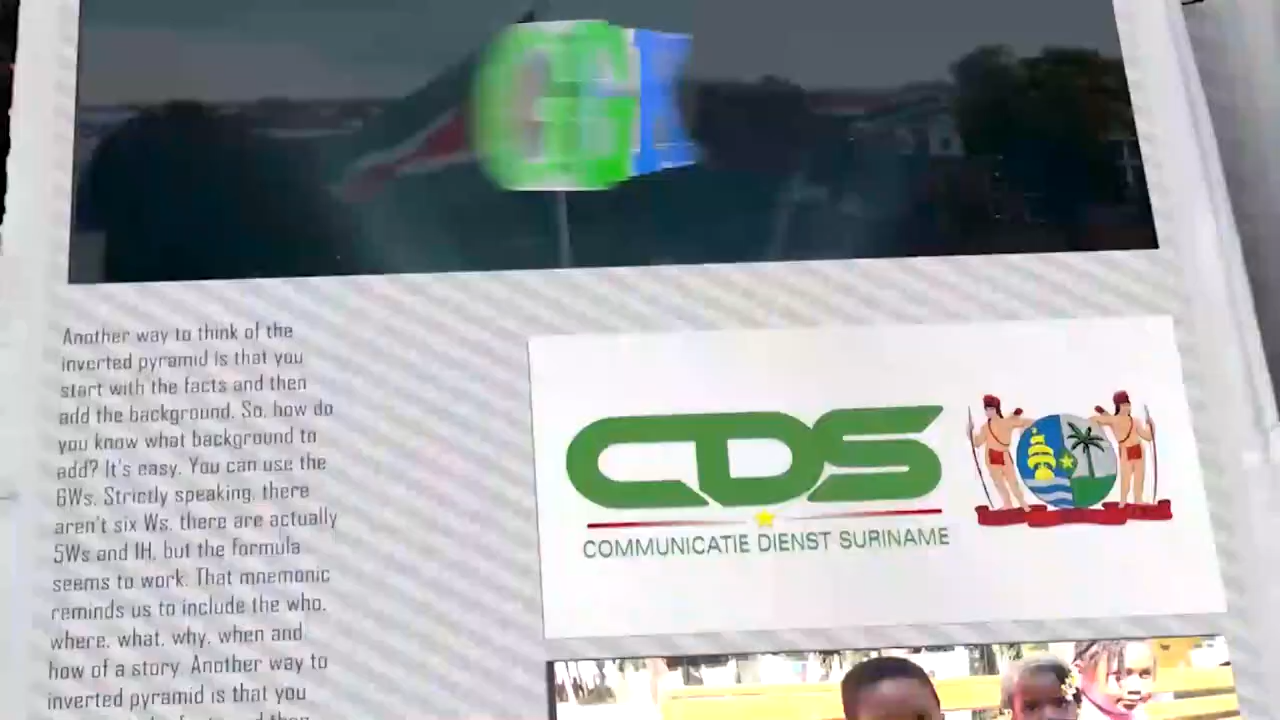 Another way to think of the
inverted pyramid is that you
start with the facts and then
add the background. So, how do
you know what background to
add? It's easy. You can use the
6Ws. Strictly speaking, there
aren't six Ws, there are actually
5Ws and 1H, but the formula
seems to work. That mnemonic
reminds us to include the who,
where, what, why, when and
how of a story. Another way to
inverted pyramid is that you
CDS
COMMUNICATIE DIENST SURINAME